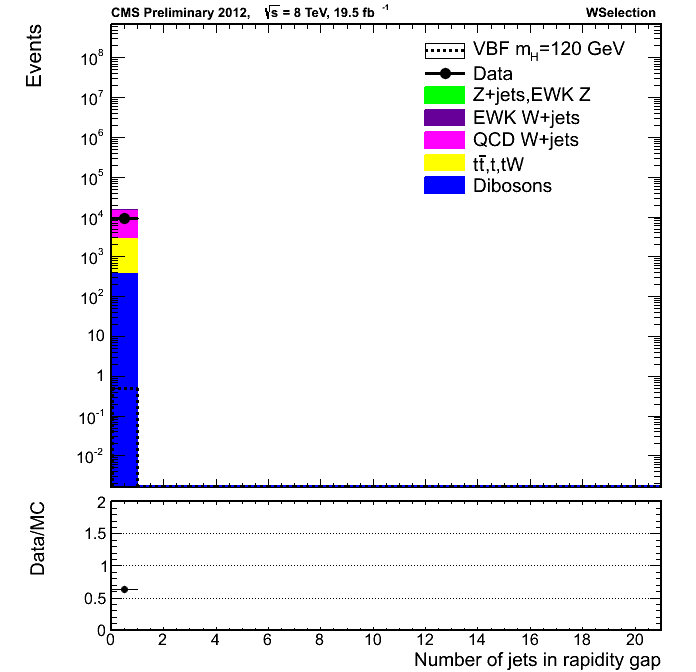 CMS Preliminary 2012, √s = 8 TeV, 19.5 fb⁻¹ WSelection
Events
VBF m_H=120 GeV
Data
Z+jets,EWK Z
EWK W+jets
QCD W+jets
tt̅,t,tW
Dibosons
10⁸
10⁷
10⁶
10⁵
10⁴
10³
10²
10
1
10⁻¹
10⁻²
Data/MC
2
1.5
1
0.5
0
0 2 4 6 8 10 12 14 16 18 20
Number of jets in rapidity gap